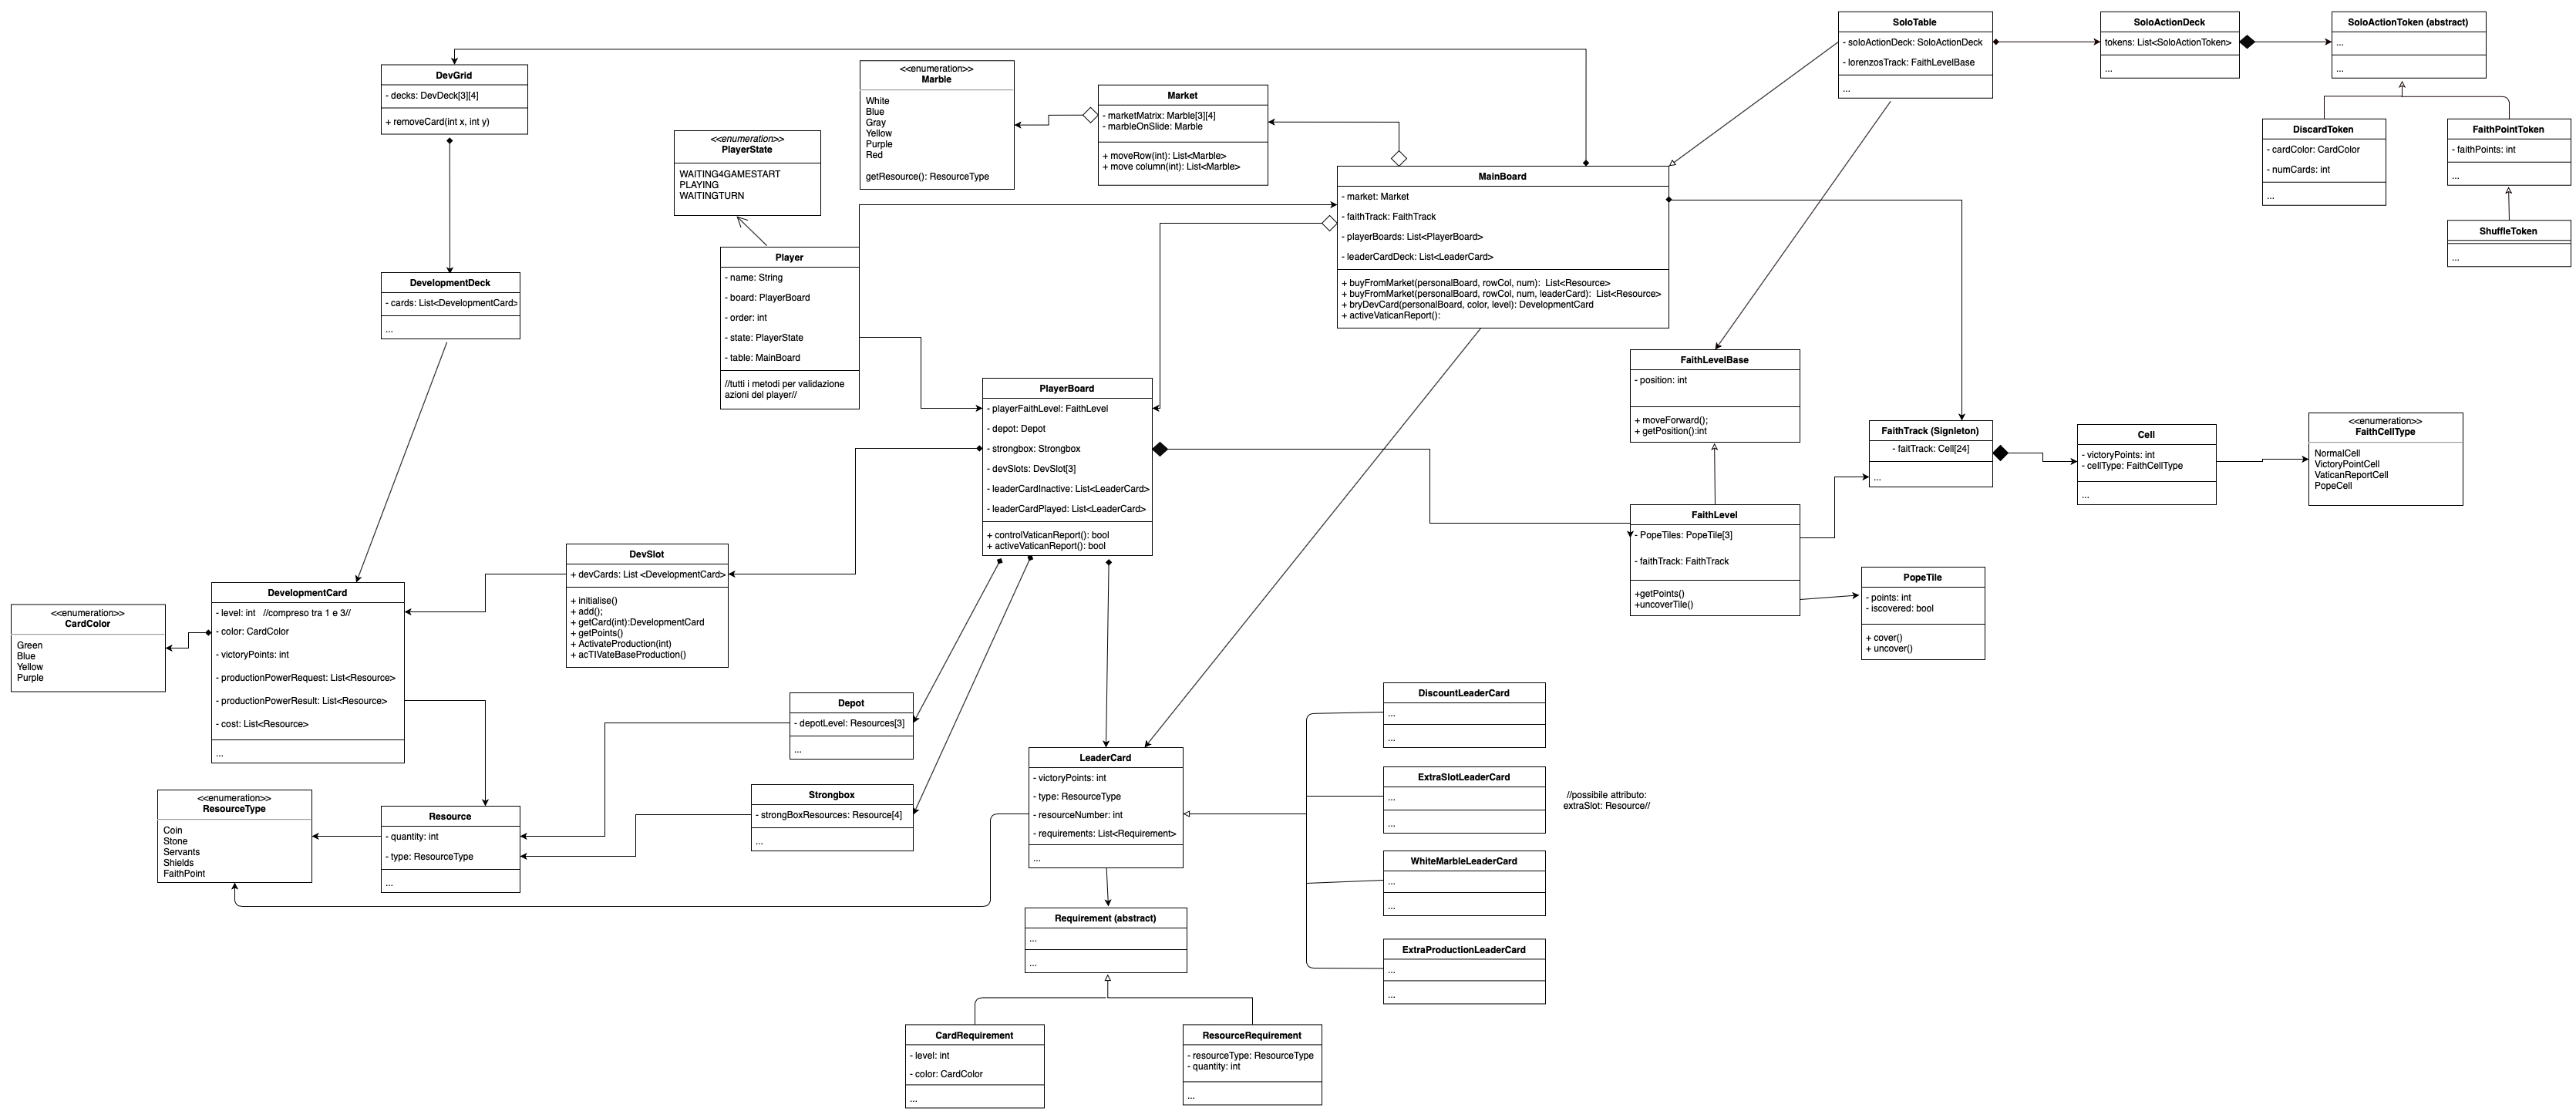 SoloTable
- soloActionDeck: SoloActionDeck
- lorenzosTrack: FaithLevelBase
...
SoloActionDeck
tokens: List<SoloActionToken>
...
SoloActionToken (abstract)
...
...
DevGrid
- decks: DevDeck[3][4]
+ removeCard(int x, int y)
<<enumeration>>
Marble
White
Blue
Gray
Yellow
Purple
Red
getResource(): ResourceType
Market
- marketMatrix: Marble[3][4]
- marbleOnSlide: Marble
+ moveRow(int): List<Marble>
+ move column(int): List<Marble>
<<enumeration>>
PlayerState
WAITING4GAMESTART
PLAYING
WAITINGTURN
DiscardToken
- cardColor: CardColor
- numCards: int
...
FaithPointToken
- faithPoints: int
...
ShuffleToken
...
MainBoard
- market: Market
- faithTrack: FaithTrack
- playerBoards: List<PlayerBoard>
- leaderCardDeck: List<LeaderCard>
+ buyFromMarket(personalBoard, rowCol, num):  List<Resource>
+ buyFromMarket(personalBoard, rowCol, num, leaderCard):  List<Resource>
+ bryDevCard(personalBoard, color, level): DevelopmentCard
+ activeVaticanReport():
Player
- name: String
- board: PlayerBoard
- order: int
- state: PlayerState
- table: MainBoard
//tutti i metodi per validazione
azioni del player//
DevelopmentDeck
- cards: List<DevelopmentCard>
...
FaithLevelBase
- position: int
+ moveForward();
+ getPosition():int
PlayerBoard
- playerFaithLevel: FaithLevel
- depot: Depot
- strongbox: Strongbox
- devSlots: DevSlot[3]
- leaderCardInactive: List<LeaderCard>
- leaderCardPlayed: List<LeaderCard>
+ controlVaticanReport(): bool
+ activeVaticanReport(): bool
FaithTrack (Signleton)
- faitTrack: Cell[24]
...
Cell
- victoryPoints: int
- cellType: FaithCellType
...
<<enumeration>>
FaithCellType
NormalCell
VictoryPointCell
VaticanReportCell
PopeCell
FaithLevel
- PopeTiles: PopeTile[3]
- faithTrack: FaithTrack
+getPoints()
+uncoverTile()
PopeTile
- points: int
- iscovered: bool
+ cover()
+ uncover()
DevSlot
+ devCards: List <DevelopmentCard>
+ initialise()
+ add();
+ getCard(int):DevelopmentCard
+ getPoints()
+ ActivateProduction(int)
+ acTIVateBaseProduction()
DevelopmentCard
- level: int   //compreso tra 1 e 3//
- color: CardColor
- victoryPoints: int
- productionPowerRequest: List<Resource>
- productionPowerResult: List<Resource>
- cost: List<Resource>
...
<<enumeration>>
CardColor
Green
Blue
Yellow
Purple
Depot
- depotLevel: Resources[3]
...
Strongbox
- strongBoxResources: Resource[4]
...
<<enumeration>>
ResourceType
Coin
Stone
Servants
Shields
FaithPoint
Resource
- quantity: int
- type: ResourceType
...
LeaderCard
- victoryPoints: int
- type: ResourceType
- resourceNumber: int
- requirements: List<Requirement>
...
DiscountLeaderCard
...
...
ExtraSlotLeaderCard
...
...
//possibile attributo:
extraSlot: Resource//
WhiteMarbleLeaderCard
...
...
ExtraProductionLeaderCard
...
...
Requirement (abstract)
...
...
CardRequirement
- level: int
- color: CardColor
...
ResourceRequirement
- resourceType: ResourceType
- quantity: int
...